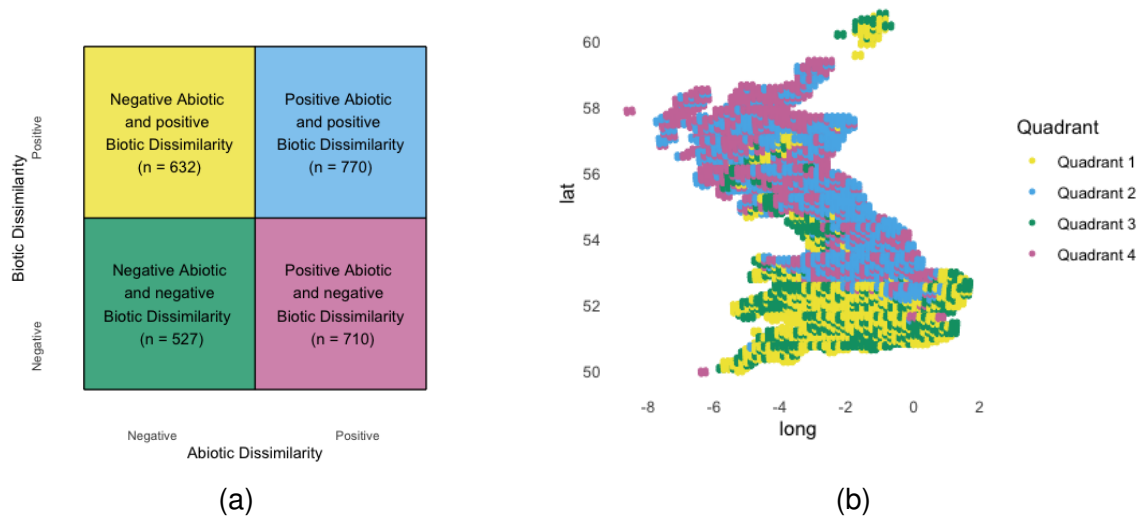 Negative Abiotic
and positive
Biotic Dissimilarity
(n = 632)
Positive Abiotic
and positive
Biotic Dissimilarity
(n = 770)
Negative Abiotic
and negative
Biotic Dissimilarity
(n = 527)
Positive Abiotic
and negative
Biotic Dissimilarity
(n = 710)
Biotic Dissimilarity
Positive
Negative
Negative
Positive
Abiotic Dissimilarity
(a)
60
58
56
54
52
50
lat
-8
-6
-4
-2
0
2
long
Quadrant
Quadrant 1
Quadrant 2
Quadrant 3
Quadrant 4
(b)